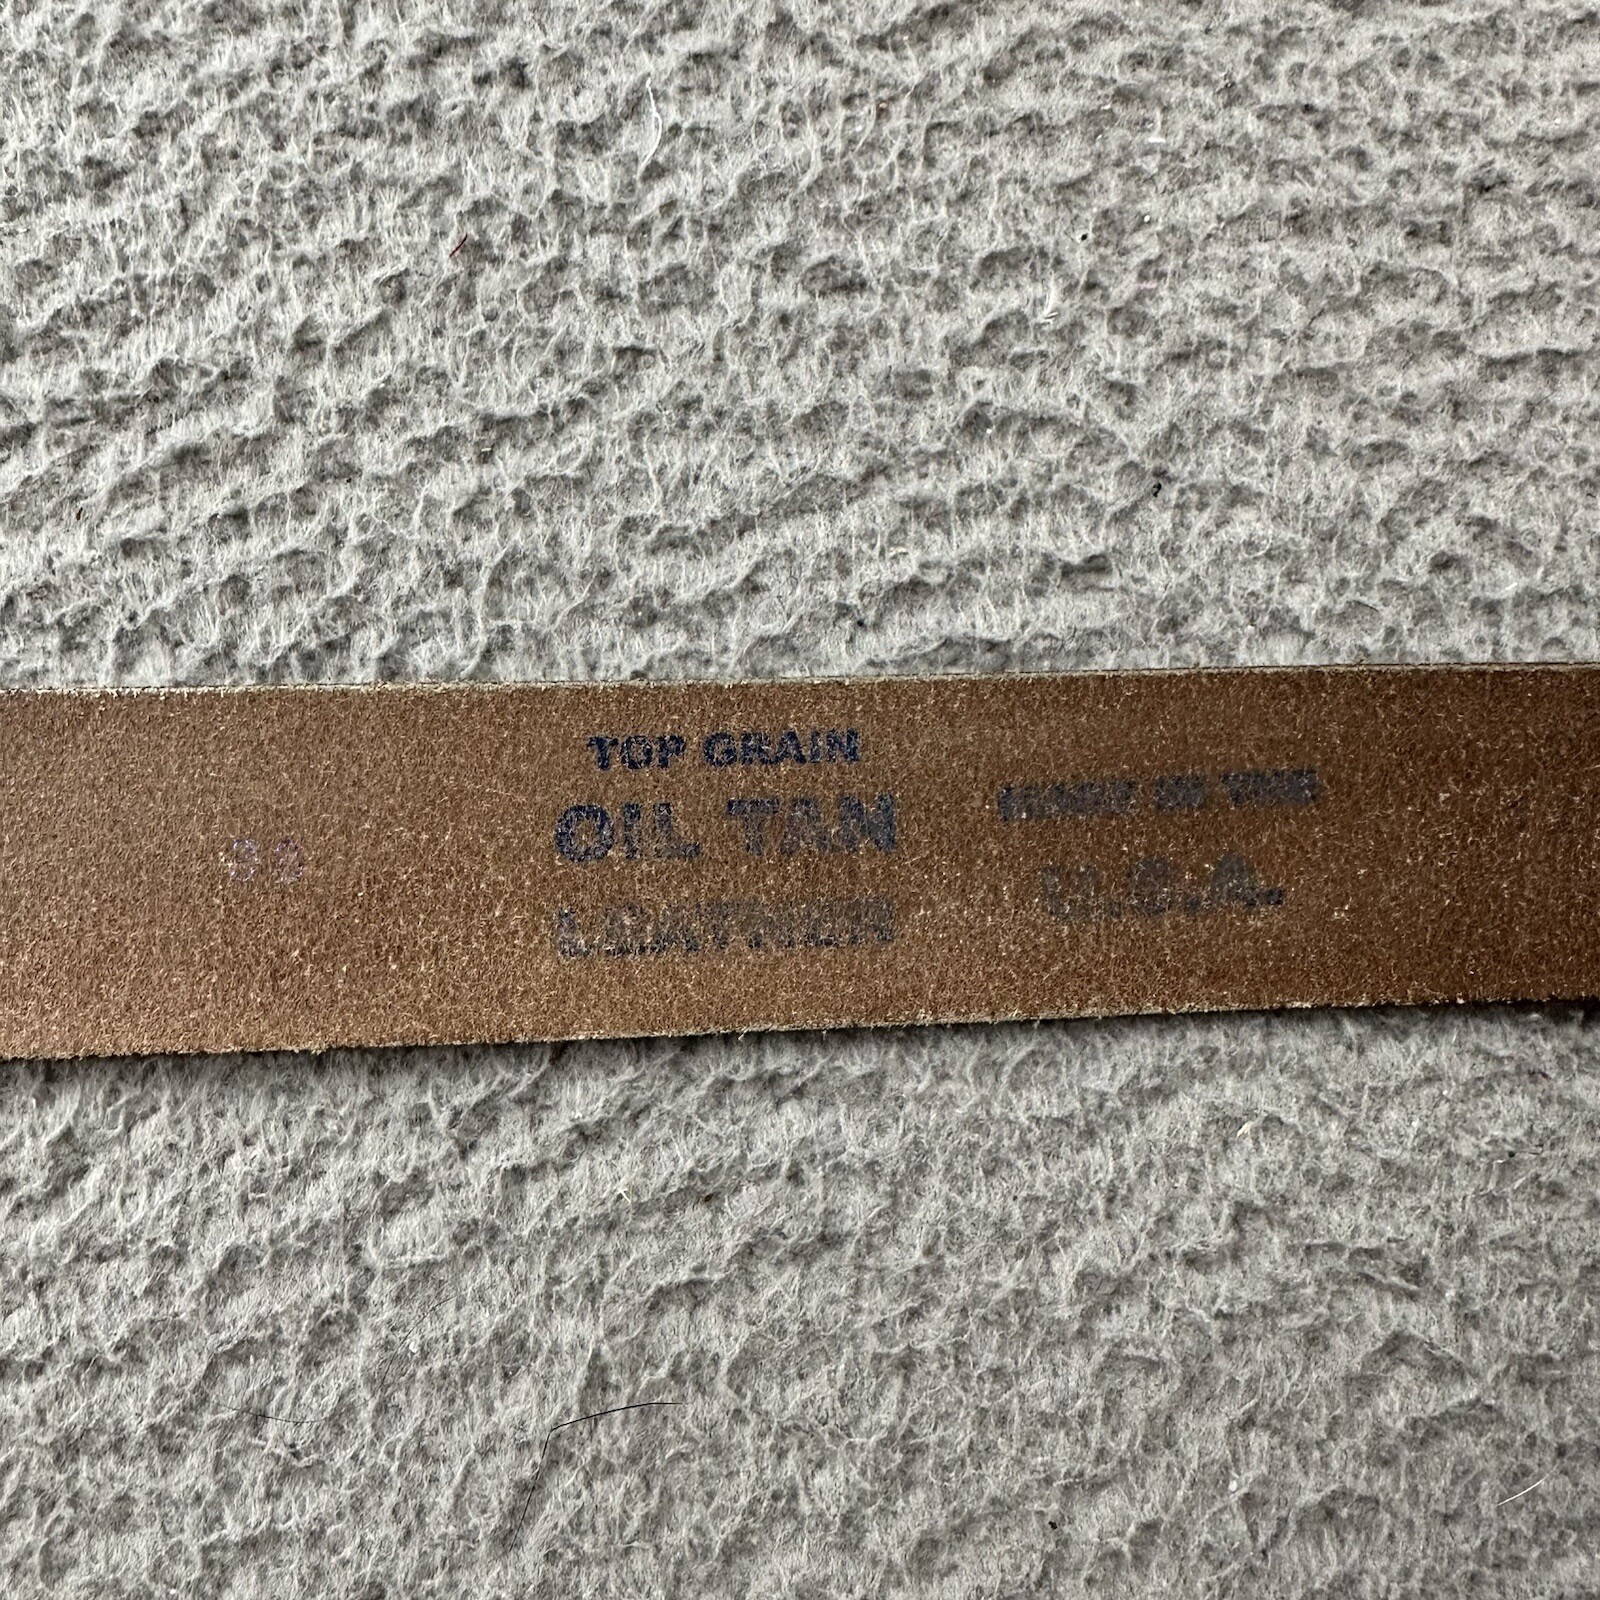 TOP GRAIN
OIL TAN
LEATHER
MADE IN THE
U.S.A.